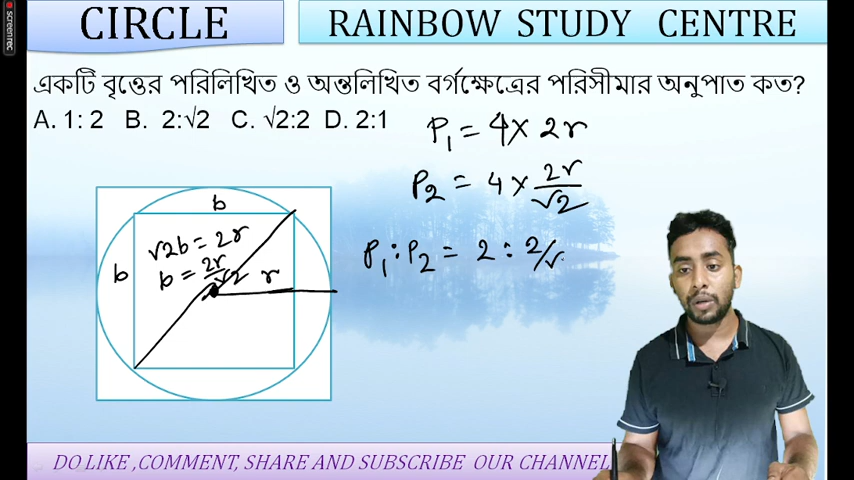 screenrec
CIRCLE
RAINBOW STUDY CENTRE
একটি বৃত্তের পরিলিখিত ও অন্তলিখিত বর্গক্ষেত্রের পরিসীমার অনুপাত কত?
A. 1: 2 B. 2:√2 C. √2:2 D. 2:1
P₁ = 4 × 2r
P₂ = 4 × 2r/√2
P₁ : P₂ = 2 : 2/√
b
b
√2b = 2r
b = 2r/√2
r
DO LIKE ,COMMENT, SHARE AND SUBSCRIBE OUR CHANNEL